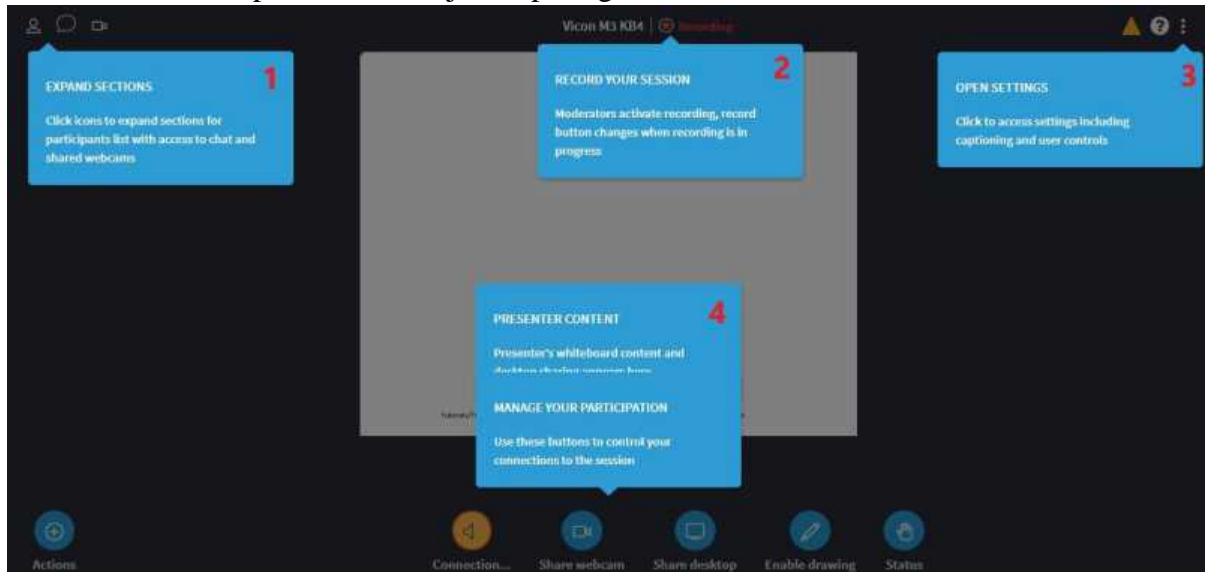 Vicon M3 KB4 | Recording
EXPAND SECTIONS
1
Click icons to expand sections for
participants list with access to chat and
shared webcams
RECORD YOUR SESSION
2
Moderators activate recording, record
button changes when recording is in
progress
OPEN SETTINGS
3
Click to access settings including
captioning and user controls
PRESENTER CONTENT
4
Presenter's whiteboard content and
MANAGE YOUR PARTICIPATION
Use these buttons to control your
connections to the session
Actions
Connection...
Share webcam
Share desktop
Enable drawing
Status